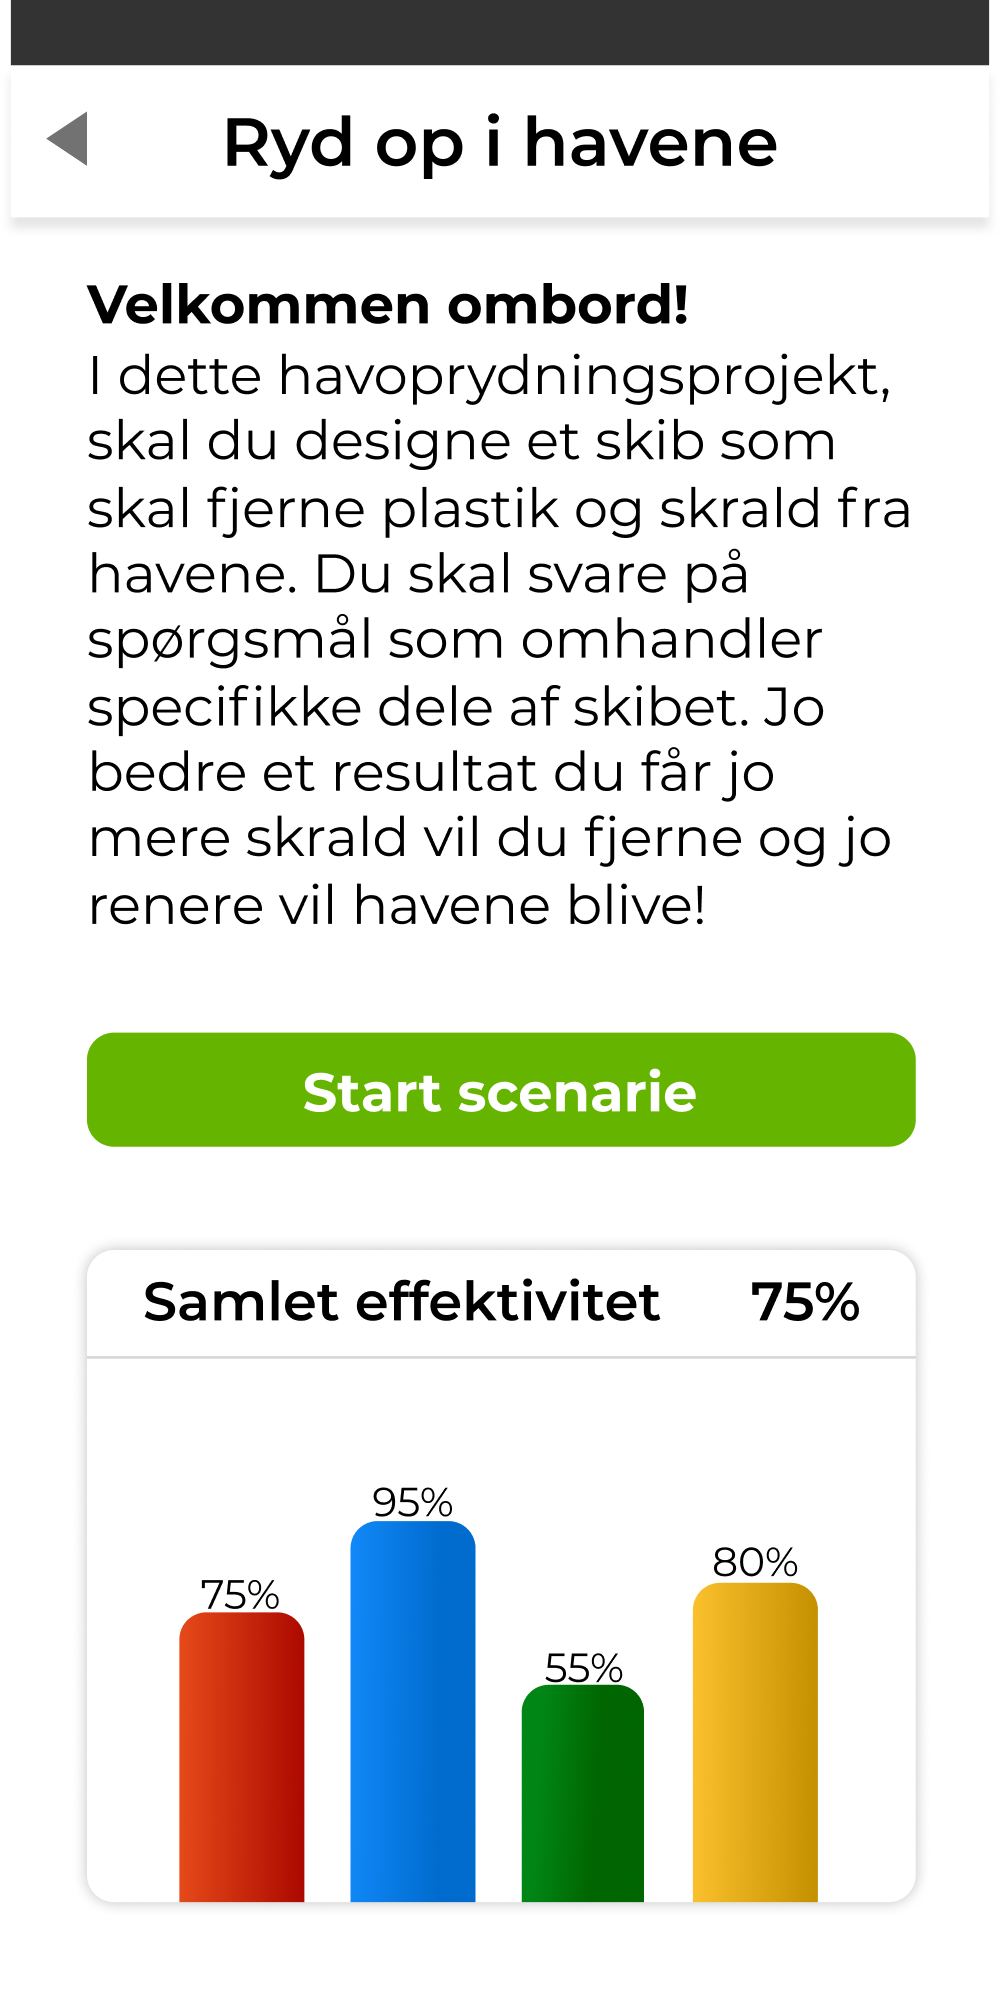 Ryd op i havene
Velkommen ombord!
I dette havoprydningsprojekt,
skal du designe et skib som
skal fjerne plastik og skrald fra
havene. Du skal svare på
spørgsmål som omhandler
specifikke dele af skibet. Jo
bedre et resultat du får jo
mere skrald vil du fjerne og jo
renere vil havene blive!
Start scenarie
Samlet effektivitet 75%
75%
95%
55%
80%